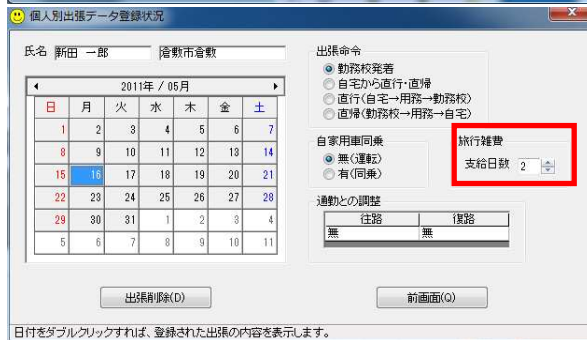 個人別出張データ登録状況
氏名 新田 一郎 倉敷市倉敷
2011年 / 05月
日 月 火 水 木 金 土
1 2 3 4 5 6 7
8 9 10 11 12 13 14
15 16 17 18 19 20 21
22 23 24 25 26 27 28
29 30 31 1 2 3 4
5 6 7 8 9 10 11
出張命令
勤務校発着
自宅から直行・直帰
直行(自宅→用務→勤務校)
直帰(勤務校→用務→自宅)
自家用車同乗
無(運転)
有(同乗)
旅行雑費
支給日数 2
通勤との調整
往路 復路
無 無
出張削除(D)
前画面(Q)
日付をダブルクリックすれば、登録された出張の内容を表示します。